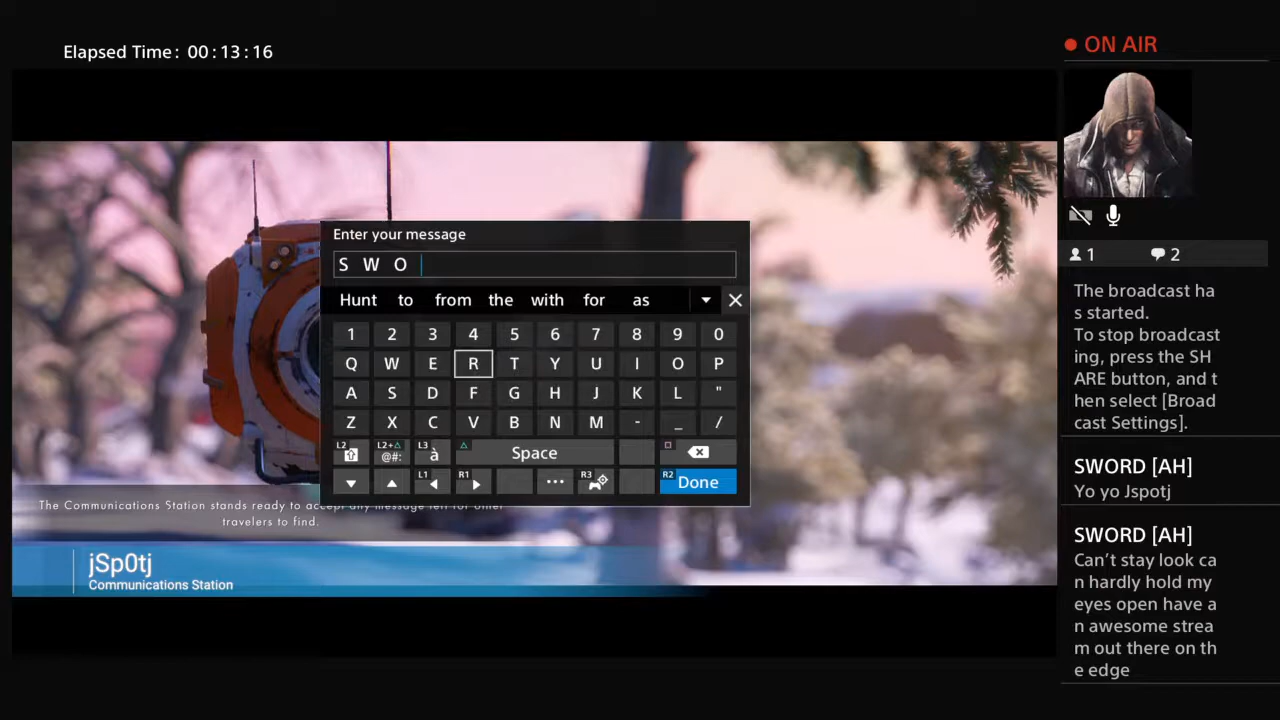 Elapsed Time: 00:13:16
ON AIR
1
2
The broadcast ha
s started.
To stop broadcast
ing, press the SH
ARE button, and t
hen select [Broad
cast Settings].
SWORD [AH]
Yo yo Jspotj
SWORD [AH]
Can't stay look ca
n hardly hold my
eyes open have a
n awesome strea
m out there on th
e edge
Enter your message
S W O
Hunt to from the with for as
1 2 3 4 5 6 7 8 9 0
Q W E R T Y U I O P
A S D F G H J K L "
Z X C V B N M - _ /
L2 L2+△ @#: L3 à △ Space □
L1 R1 ... R3 R2 Done
The Communications Station stands ready to accept any message left for other
travelers to find.
jSp0tj
Communications Station